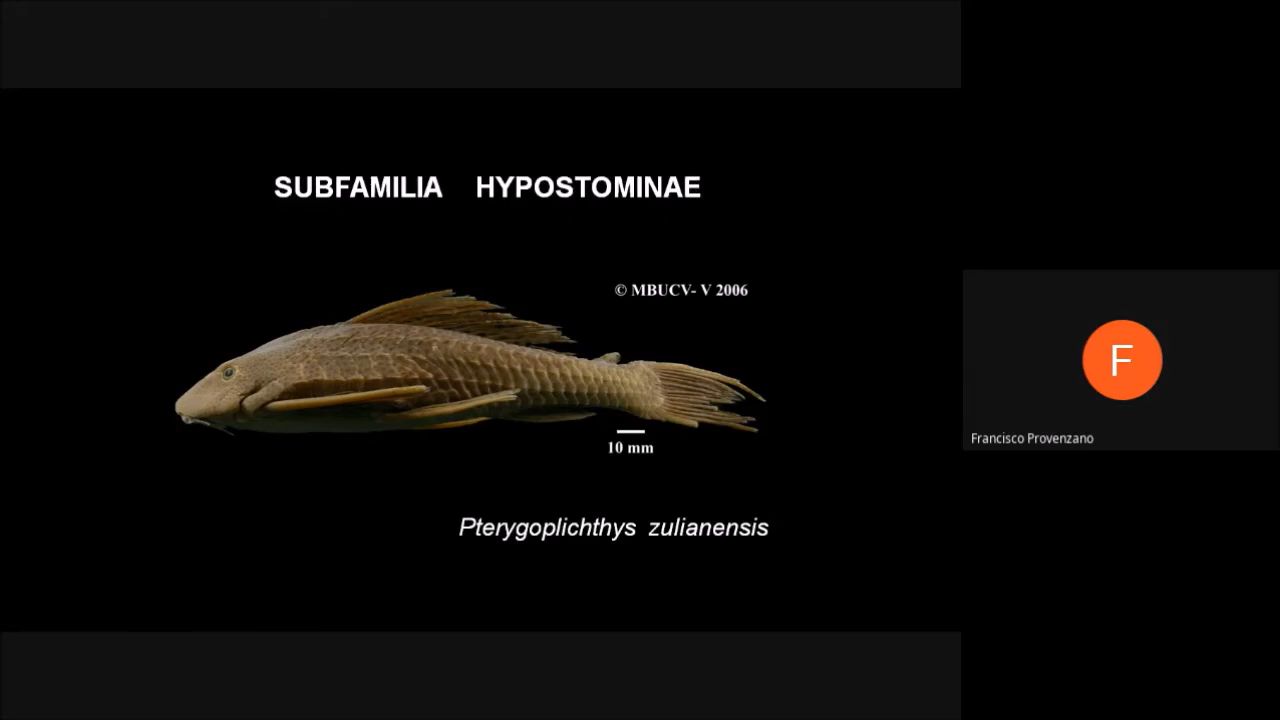 SUBFAMILIA HYPOSTOMINAE
© MBUCV- V 2006
10 mm
Pterygoplichthys zulianensis
F
Francisco Provenzano